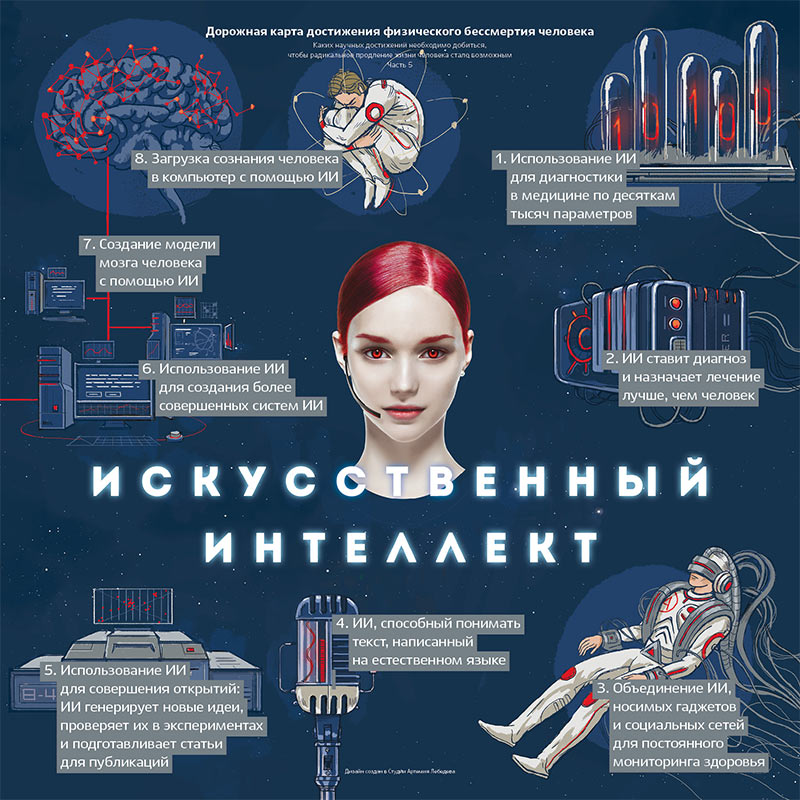 Дорожная карта достижения физического бессмертия человека
Каких научных достижений необходимо добиться,
чтобы радикальное продление жизни человека стало возможным
Часть 5
1. Использование ИИ
для диагностики
в медицине по десяткам
тысяч параметров
2. ИИ ставит диагноз
и назначает лечение
лучше, чем человек
3. Объединение ИИ,
носимых гаджетов
и социальных сетей
для постоянного
мониторинга здоровья
4. ИИ, способный понимать
текст, написанный
на естественном языке
5. Использование ИИ
для совершения открытий:
ИИ генерирует новые идеи,
проверяет их в экспериментах
и подготавливает статьи
для публикаций
6. Использование ИИ
для создания более
совершенных систем ИИ
7. Создание модели
мозга человека
с помощью ИИ
8. Загрузка сознания человека
в компьютер с помощью ИИ
ИСКУССТВЕННЫЙ
ИНТЕЛЛЕКТ
Дизайн создан в Студии Артемия Лебедева